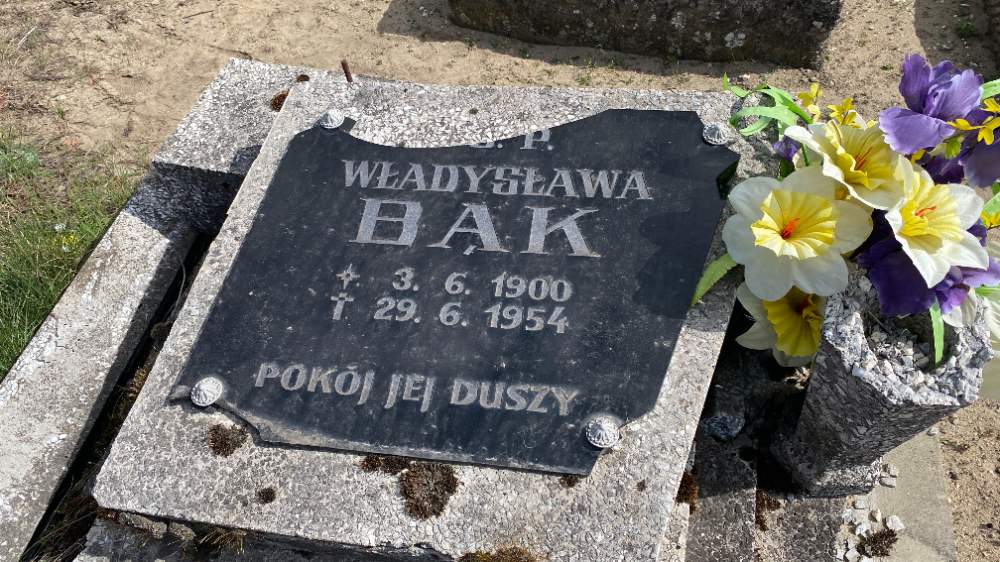 Ś. P.
WŁADYSŁAWA
BĄK
3. 6. 1900
† 29. 6. 1954
POKÓJ JEJ DUSZY